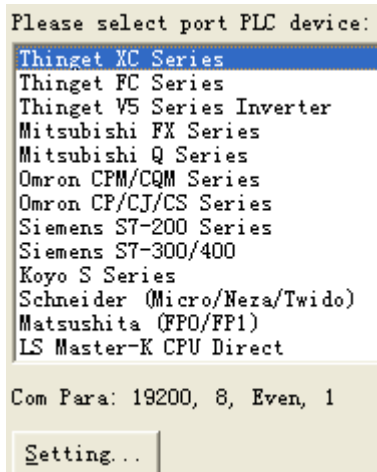 Please select port PLC device:
Thinget XC Series
Thinget FC Series
Thinget V5 Series Inverter
Mitsubishi FX Series
Mitsubishi Q Series
Omron CPM/CQM Series
Omron CP/CJ/CS Series
Siemens S7-200 Series
Siemens S7-300/400
Koyo S Series
Schneider (Micro/Neza/Twido)
Matsushita (FP0/FP1)
LS Master-K CPU Direct
Com Para: 19200, 8, Even, 1
Setting...